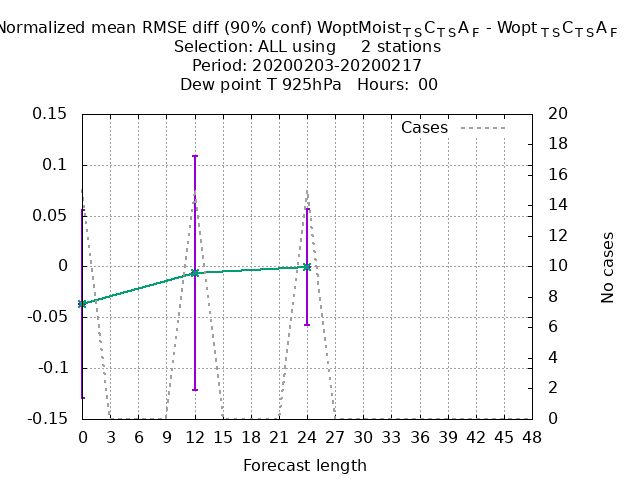 Normalized mean RMSE diff (90% conf) WoptMoistTSCTSAF - WoptTSCTSAF
Selection: ALL using 2 stations
Period: 20200203-20200217
Dew point T 925hPa Hours: 00
Cases
0.15
0.1
0.05
0
-0.05
-0.1
-0.15
20
18
16
14
12
10
8
6
4
2
0
No cases
0 3 6 9 12 15 18 21 24 27 30 33 36 39 42 45 48
Forecast length